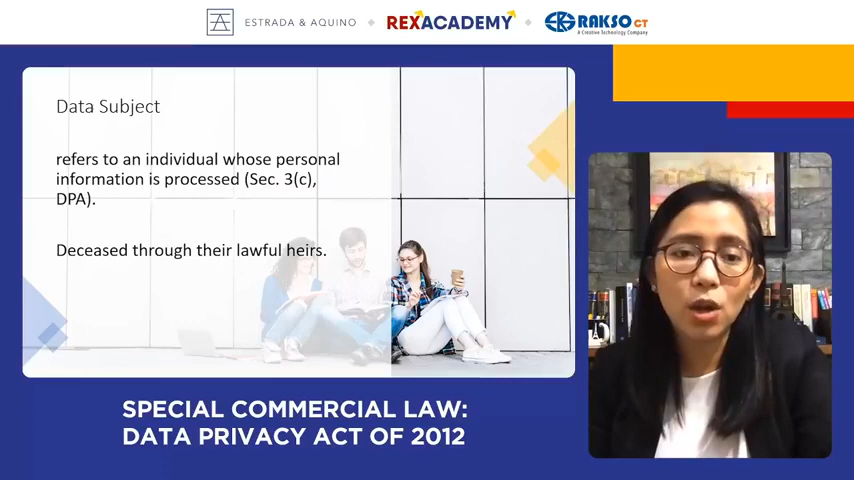 ESTRADA & AQUINO
REXACADEMY
RAKSO CT
A Creative Technology Company
Data Subject
refers to an individual whose personal
information is processed (Sec. 3(c),
DPA).
Deceased through their lawful heirs.
SPECIAL COMMERCIAL LAW:
DATA PRIVACY ACT OF 2012